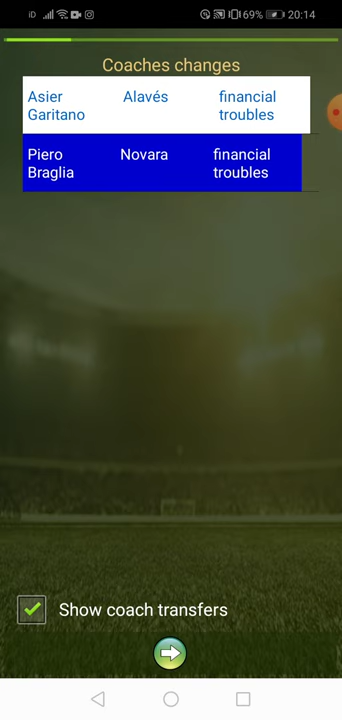 iD 69% 20:14
Coaches changes
Asier Garitano Alavés financial troubles
Piero Braglia Novara financial troubles
Show coach transfers